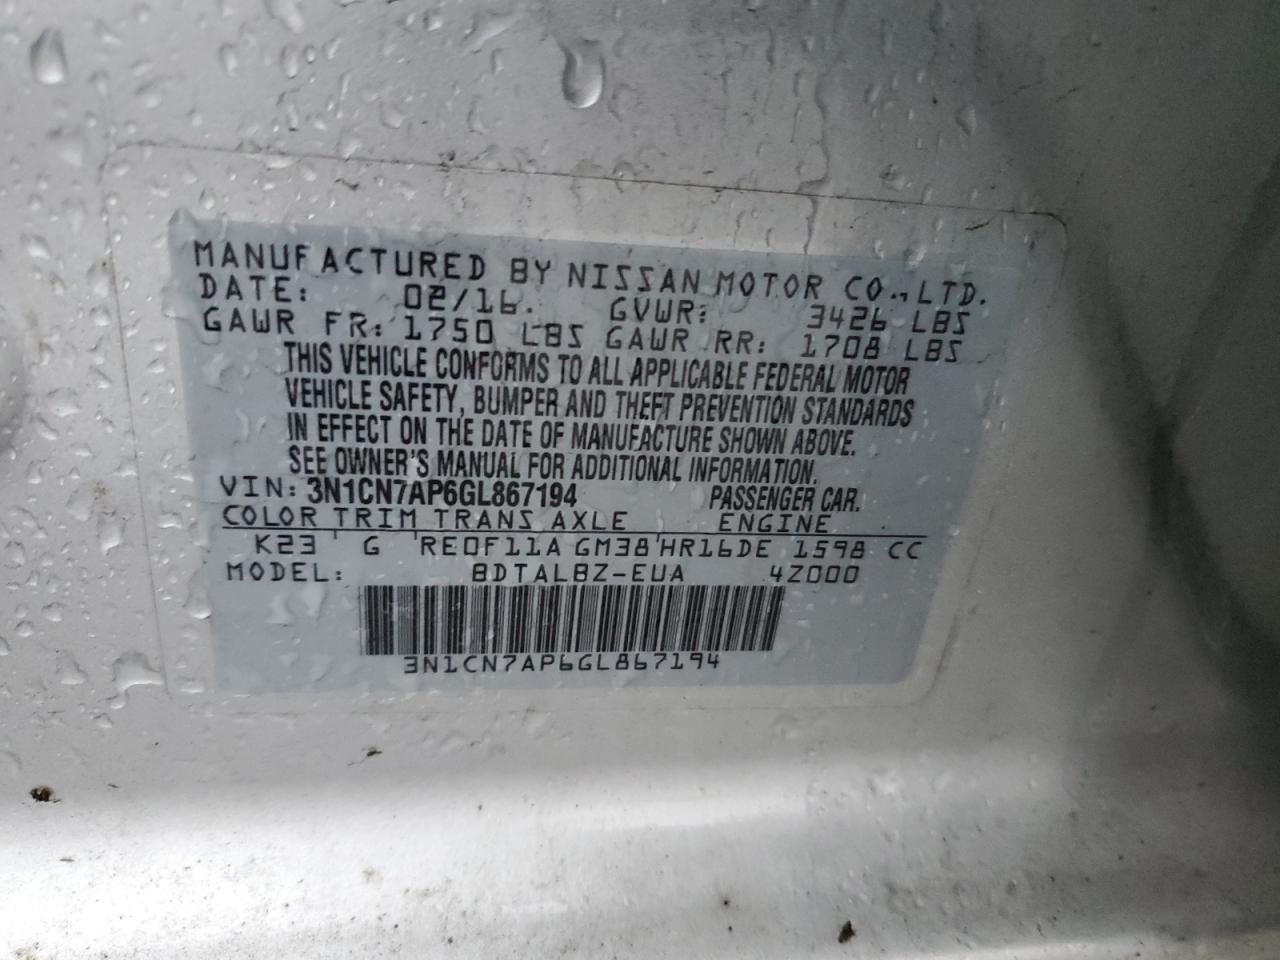 MANUFACTURED BY NISSAN MOTOR CO., LTD.
DATE: 02/16. GVWR: 3426 LBS
GAWR FR: 1750 LBS GAWR RR: 1708 LBS
THIS VEHICLE CONFORMS TO ALL APPLICABLE FEDERAL MOTOR
VEHICLE SAFETY, BUMPER AND THEFT PREVENTION STANDARDS
IN EFFECT ON THE DATE OF MANUFACTURE SHOWN ABOVE.
SEE OWNER'S MANUAL FOR ADDITIONAL INFORMATION.
VIN: 3N1CN7AP6GL867194 PASSENGER CAR.
COLOR TRIM TRANS AXLE ENGINE
K23 G RE0F11A GM38 HR16DE 1598 CC
MODEL: BDTALBZ-EUA 4Z000
3N1CN7AP6GL867194